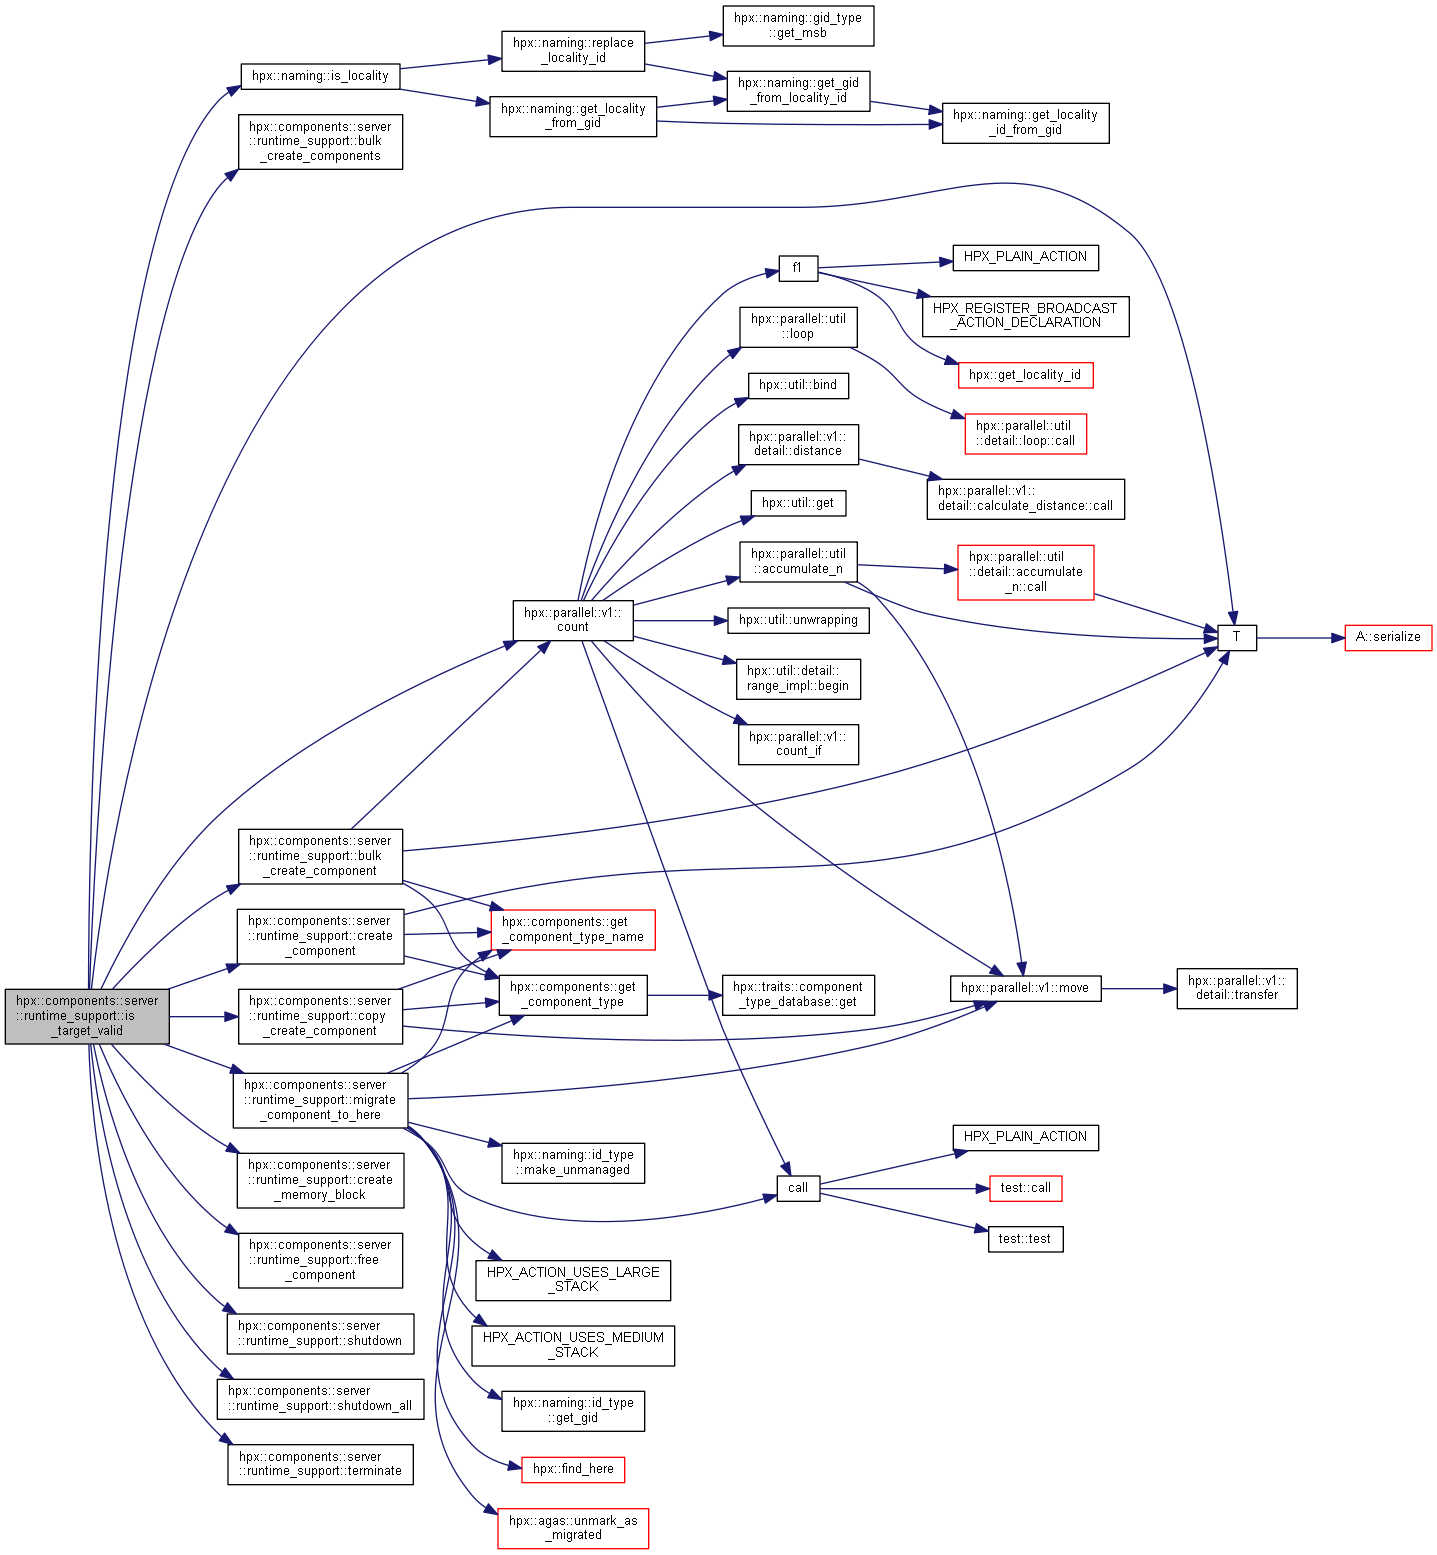 hpx::naming::gid_type
::get_msb
hpx::naming::replace
_locality_id
hpx::naming::is_locality
hpx::naming::get_gid
_from_locality_id
hpx::naming::get_locality
_from_gid
hpx::naming::get_locality
_id_from_gid
hpx::components::server
::runtime_support::bulk
_create_components
f1
HPX_PLAIN_ACTION
HPX_REGISTER_BROADCAST
_ACTION_DECLARATION
hpx::parallel::util
::loop
hpx::get_locality_id
hpx::util::bind
hpx::parallel::util
::detail::loop::call
hpx::parallel::v1::
detail::distance
hpx::parallel::v1::
detail::calculate_distance::call
hpx::util::get
hpx::parallel::util
::accumulate_n
hpx::parallel::util
::detail::accumulate
_n::call
hpx::parallel::v1::
count
hpx::util::unwrapping
T
A::serialize
hpx::util::detail::
range_impl::begin
hpx::parallel::v1::
count_if
hpx::components::server
::runtime_support::bulk
_create_component
hpx::components::server
::runtime_support::create
_component
hpx::components::get
_component_type_name
hpx::components::server
::runtime_support::is
_target_valid
hpx::components::server
::runtime_support::copy
_create_component
hpx::components::get
_component_type
hpx::traits::component
_type_database::get
hpx::parallel::v1::move
hpx::parallel::v1::
detail::transfer
hpx::components::server
::runtime_support::migrate
_component_to_here
hpx::naming::id_type
::make_unmanaged
HPX_PLAIN_ACTION
hpx::components::server
::runtime_support::create
_memory_block
call
test::call
test::test
hpx::components::server
::runtime_support::free
_component
HPX_ACTION_USES_LARGE
_STACK
hpx::components::server
::runtime_support::shutdown
HPX_ACTION_USES_MEDIUM
_STACK
hpx::components::server
::runtime_support::shutdown_all
hpx::naming::id_type
::get_gid
hpx::components::server
::runtime_support::terminate
hpx::find_here
hpx::agas::unmark_as
_migrated